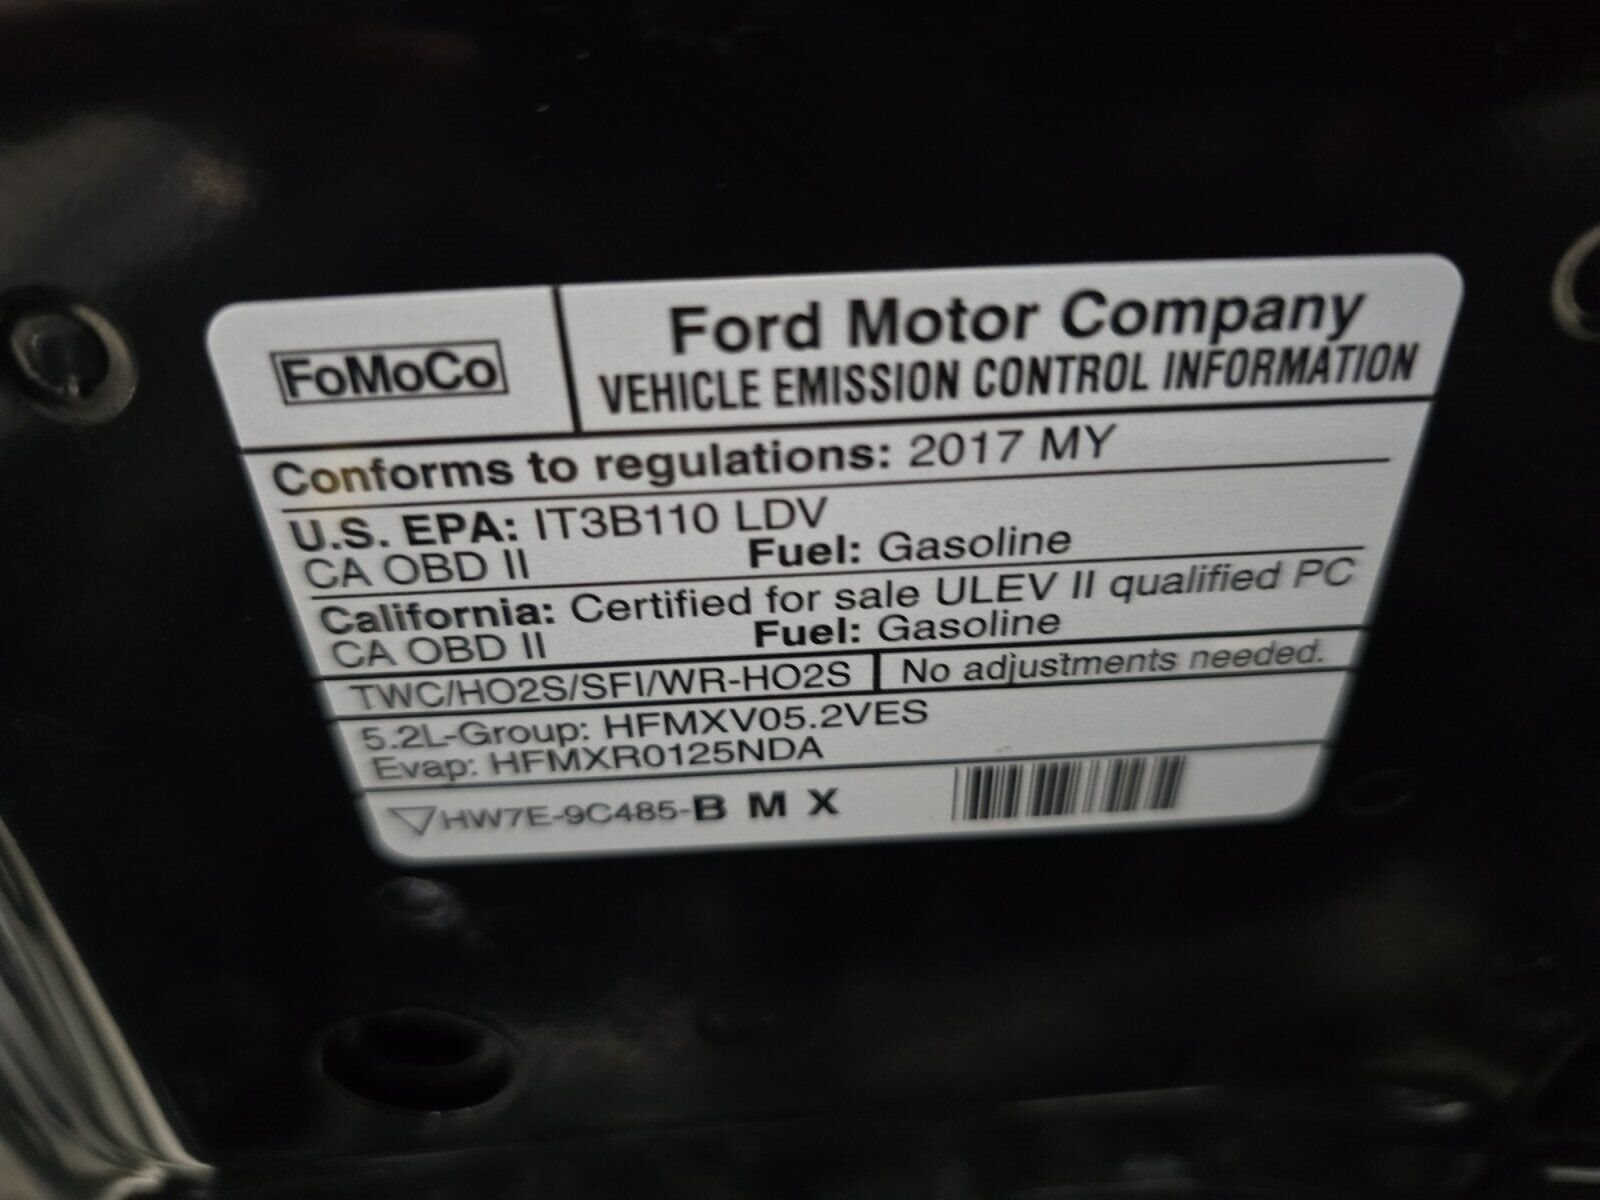 FoMoCo
Ford Motor Company
VEHICLE EMISSION CONTROL INFORMATION
Conforms to regulations: 2017 MY
U.S. EPA: IT3B110 LDV
CA OBD II Fuel: Gasoline
California: Certified for sale ULEV II qualified PC
CA OBD II Fuel: Gasoline
TWC/HO2S/SFI/WR-HO2S No adjustments needed.
5.2L-Group: HFMXV05.2VES
Evap: HFMXR0125NDA
HW7E-9C485-B M X